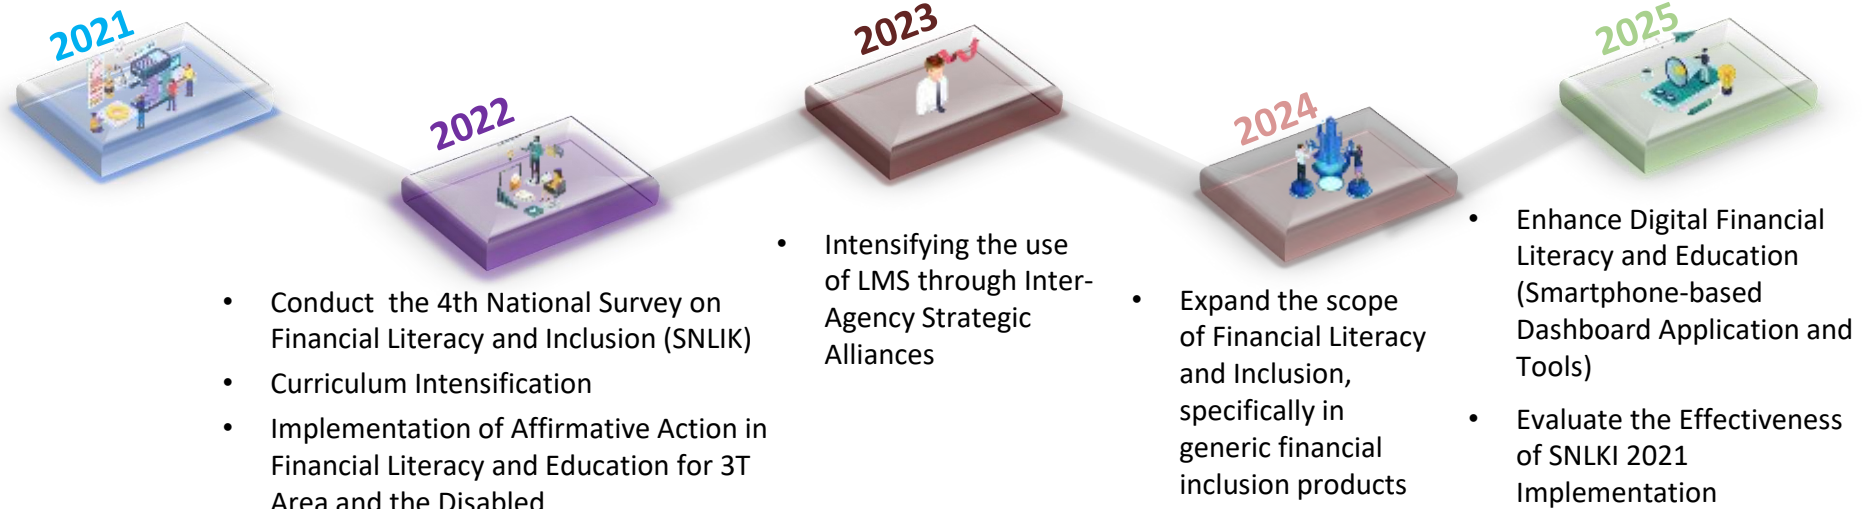 2021
2022
• Conduct  the 4th National Survey on
Financial Literacy and Inclusion (SNLIK)
• Curriculum Intensification
• Implementation of Affirmative Action in
Financial Literacy and Education for 3T
Area and the Disabled
2023
• Intensifying the use
of LMS through Inter-
Agency Strategic
Alliances
2024
• Expand the scope
of Financial Literacy
and Inclusion,
specifically in
generic financial
inclusion products
2025
• Enhance Digital Financial
Literacy and Education
(Smartphone-based
Dashboard Application and
Tools)
• Evaluate the Effectiveness
of SNLKI 2021
Implementation